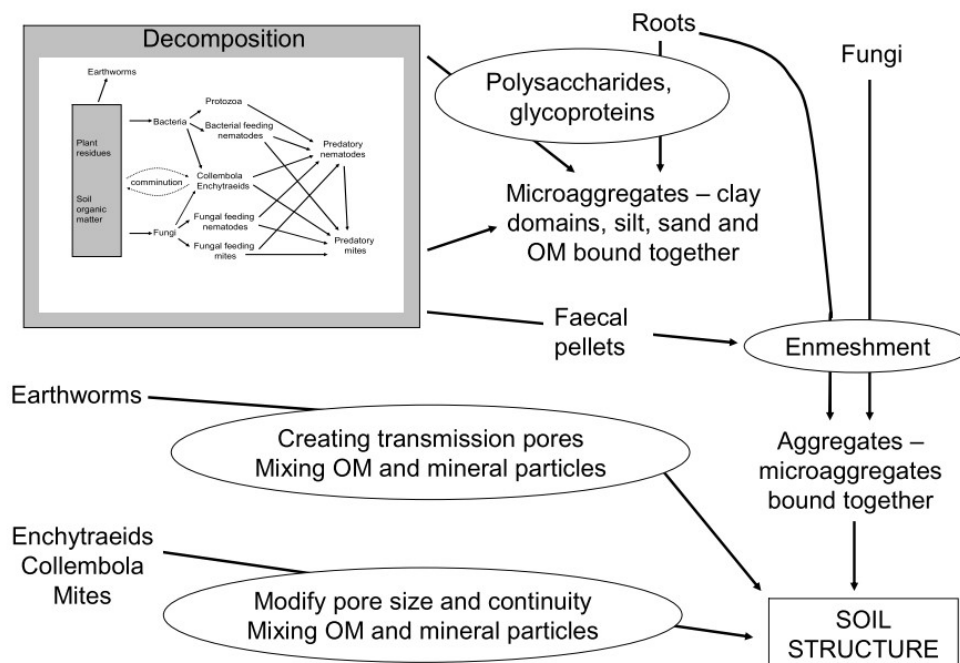 Decomposition
Earthworms
Plant
residues
Soil
organic
matter
comminution
Bacteria
Fungi
Protozoa
Bacterial feeding
nematodes
Collembola
Enchytraeids
Fungal feeding
nematodes
Fungal feeding
mites
Predatory
nematodes
Predatory
mites
Roots
Fungi
Polysaccharides,
glycoproteins
Microaggregates – clay
domains, silt, sand and
OM bound together
Faecal
pellets
Enmeshment
Earthworms
Creating transmission pores
Mixing OM and mineral particles
Aggregates –
microaggregates
bound together
Enchytraeids
Collembola
Mites
Modify pore size and continuity
Mixing OM and mineral particles
SOIL
STRUCTURE